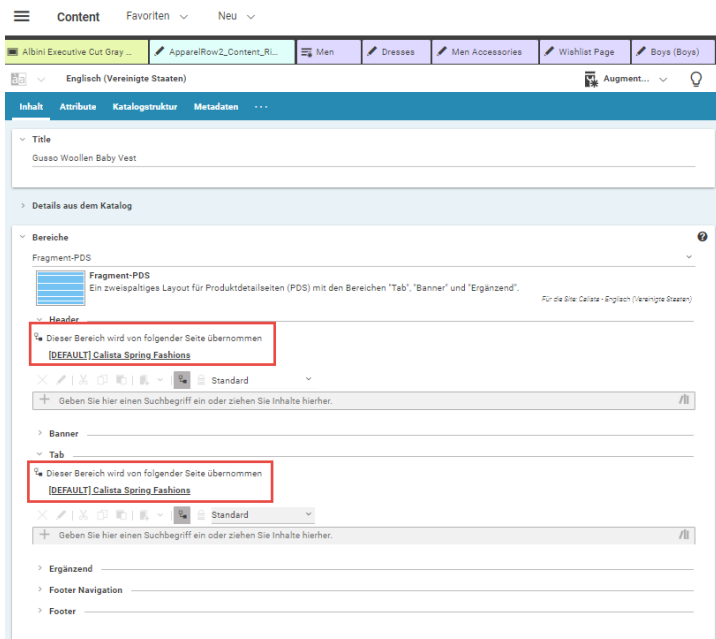 Content Favoriten Neu
Albini Executive Cut Gray ... ApparelRow2_Content_Ri... Men Dresses Men Accessories Wishlist Page Boys (Boys)
Englisch (Vereinigte Staaten) Augment...
Inhalt Attribute Katalogstruktur Metadaten ...
Title
Gusso Woollen Baby Vest
Details aus dem Katalog
Bereiche
Fragment-PDS
Fragment-PDS
Ein zweispaltiges Layout für Produktdetailseiten (PDS) mit den Bereichen "Tab", "Banner" und "Ergänzend".
Für die Site: Calista - Englisch (Vereinigte Staaten)
Header
Dieser Bereich wird von folgender Seite übernommen
[DEFAULT] Calista Spring Fashions
Standard
Geben Sie hier einen Suchbegriff ein oder ziehen Sie Inhalte hierher.
Banner
Tab
Dieser Bereich wird von folgender Seite übernommen
[DEFAULT] Calista Spring Fashions
Standard
Geben Sie hier einen Suchbegriff ein oder ziehen Sie Inhalte hierher.
Ergänzend
Footer Navigation
Footer